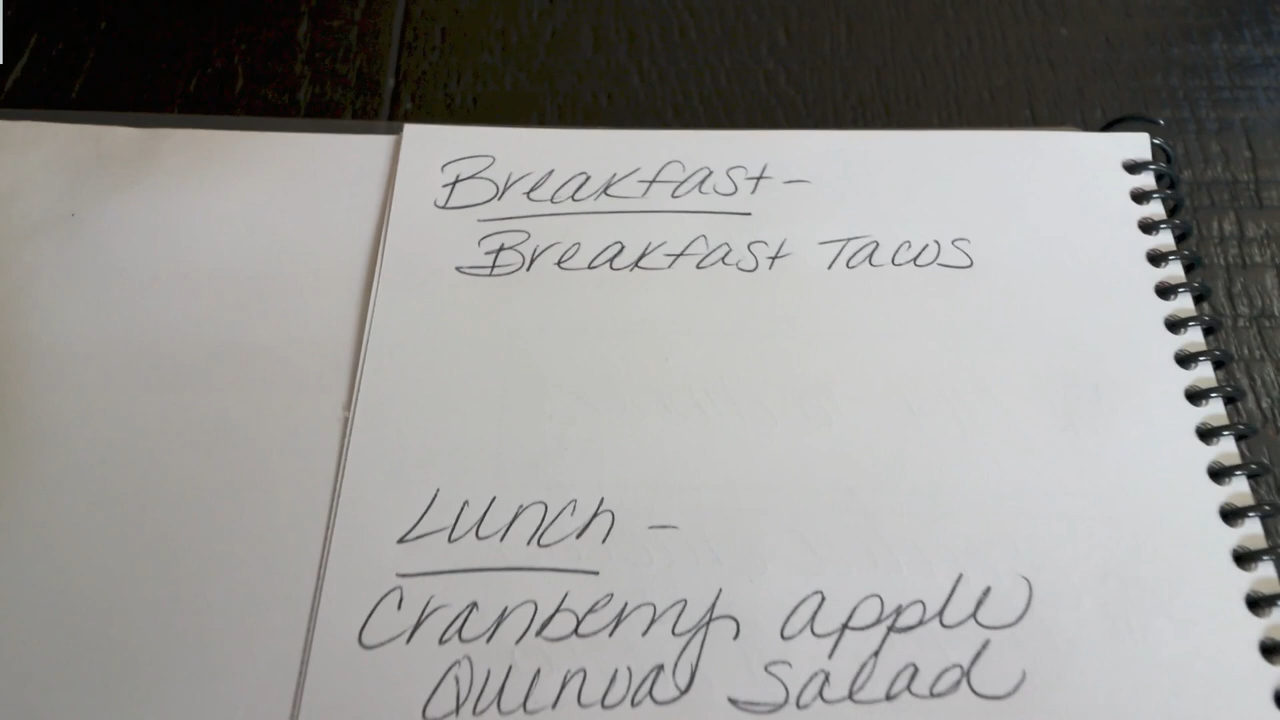 Breakfast-
Breakfast Tacos
Lunch -
Cranberry apple
Quinoa Salad